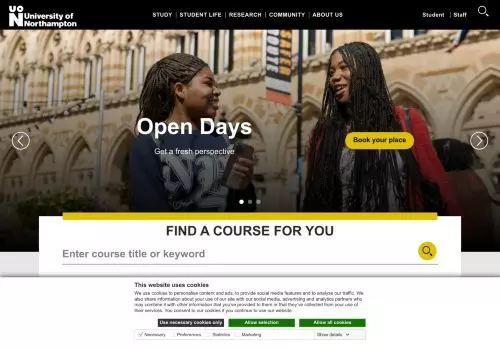 UO
N University of
Northampton
STUDY STUDENT LIFE RESEARCH COMMUNITY ABOUT US
Student Staff
Open Days
Get a fresh perspective
Book your place
FIND A COURSE FOR YOU
Enter course title or keyword
This website uses cookies
We use cookies to personalise content and ads, to provide social media features and to analyse our traffic. We
also share information about your use of our site with our social media, advertising and analytics partners who
may combine it with other information that you've provided to them or that they've collected from your use
of their services. You consent to our cookies if you continue to use our website.
Use necessary cookies only Allow selection Allow all cookies
Necessary Preferences Statistics Marketing Show details